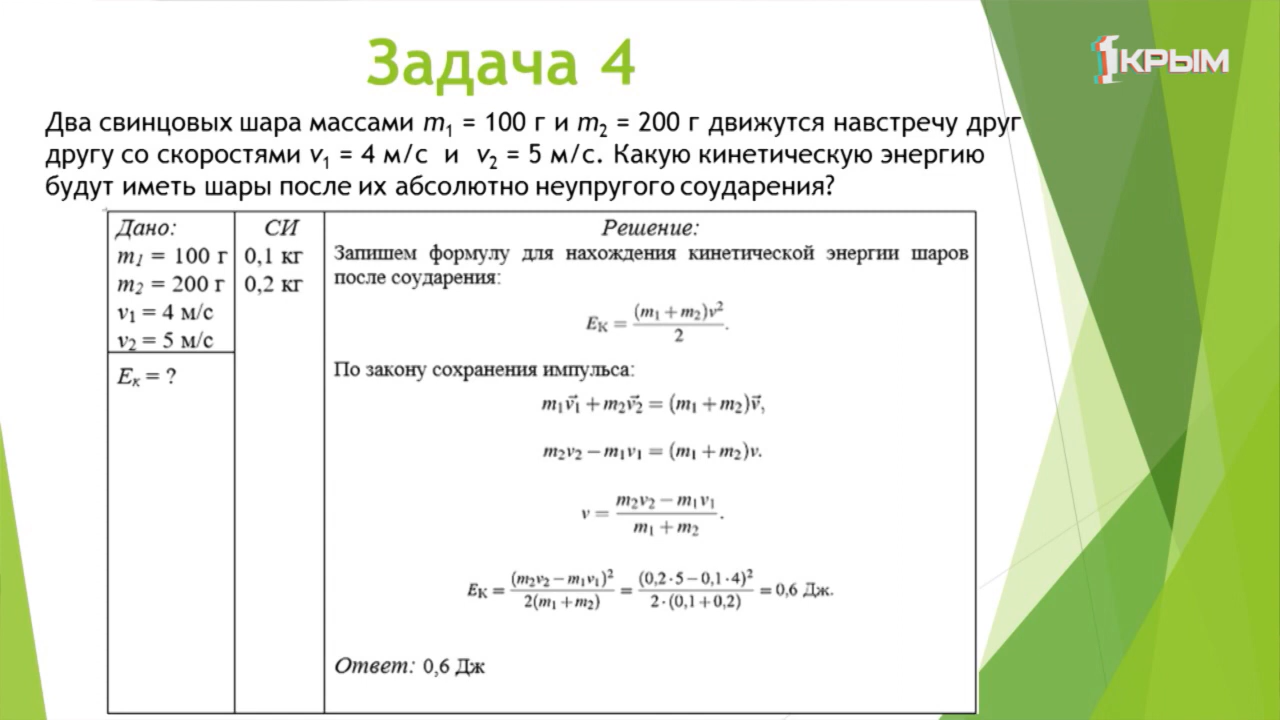 Задача 4
1КРЫМ
Два свинцовых шара массами m₁ = 100 г и m₂ = 200 г движутся навстречу друг
другу со скоростями v₁ = 4 м/с и v₂ = 5 м/с. Какую кинетическую энергию
будут иметь шары после их абсолютно неупругого соударения?
Дано:
m₁ = 100 г
m₂ = 200 г
v₁ = 4 м/с
v₂ = 5 м/с
Eₖ = ?
СИ
0,1 кг
0,2 кг
Решение:
Запишем формулу для нахождения кинетической энергии шаров
после соударения:
Eк = (m₁ + m₂)v² / 2.
По закону сохранения импульса:
m₁v⃗₁ + m₂v⃗₂ = (m₁ + m₂)v⃗,
m₂v₂ − m₁v₁ = (m₁ + m₂)v.
v = (m₂v₂ − m₁v₁) / (m₁ + m₂).
Eк = (m₂v₂ − m₁v₁)² / 2(m₁ + m₂) = (0,2·5 − 0,1·4)² / 2·(0,1 + 0,2) = 0,6 Дж.
Ответ: 0,6 Дж